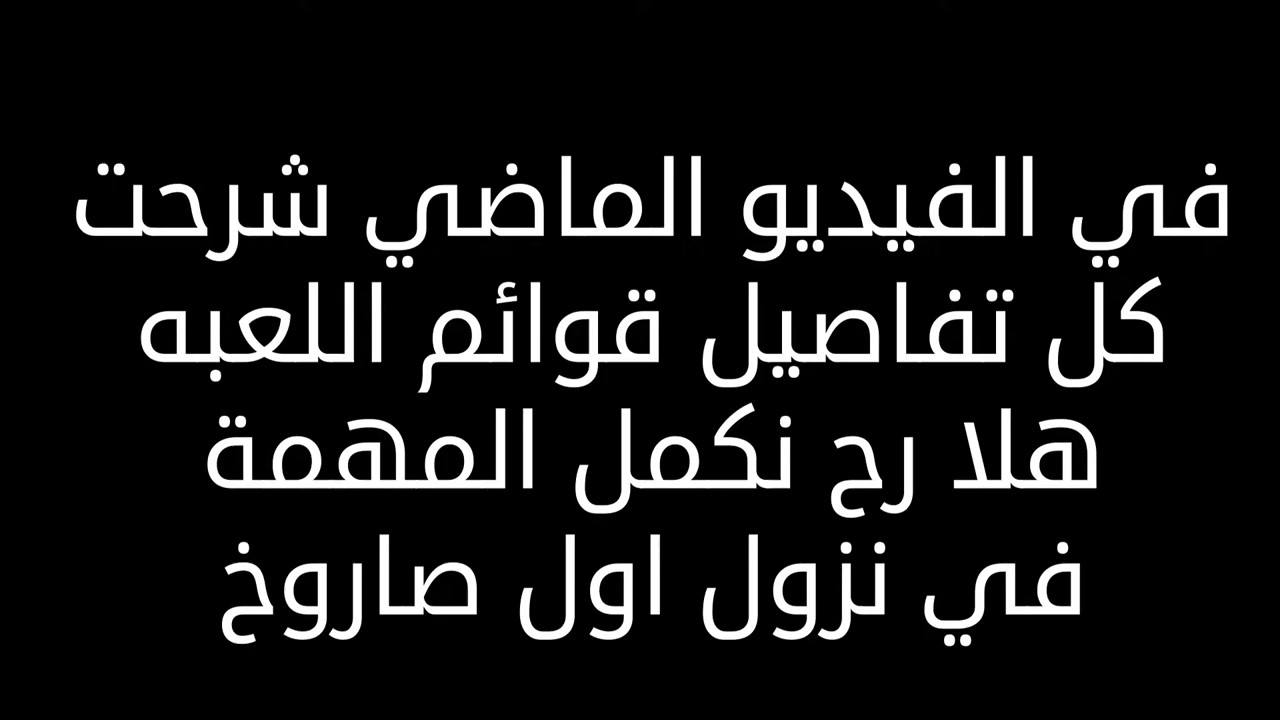 في الفيديو الماضي شرحت
كل تفاصيل قوائم اللعبه
هلا رح نكمل المهمة
في نزول اول صاروخ